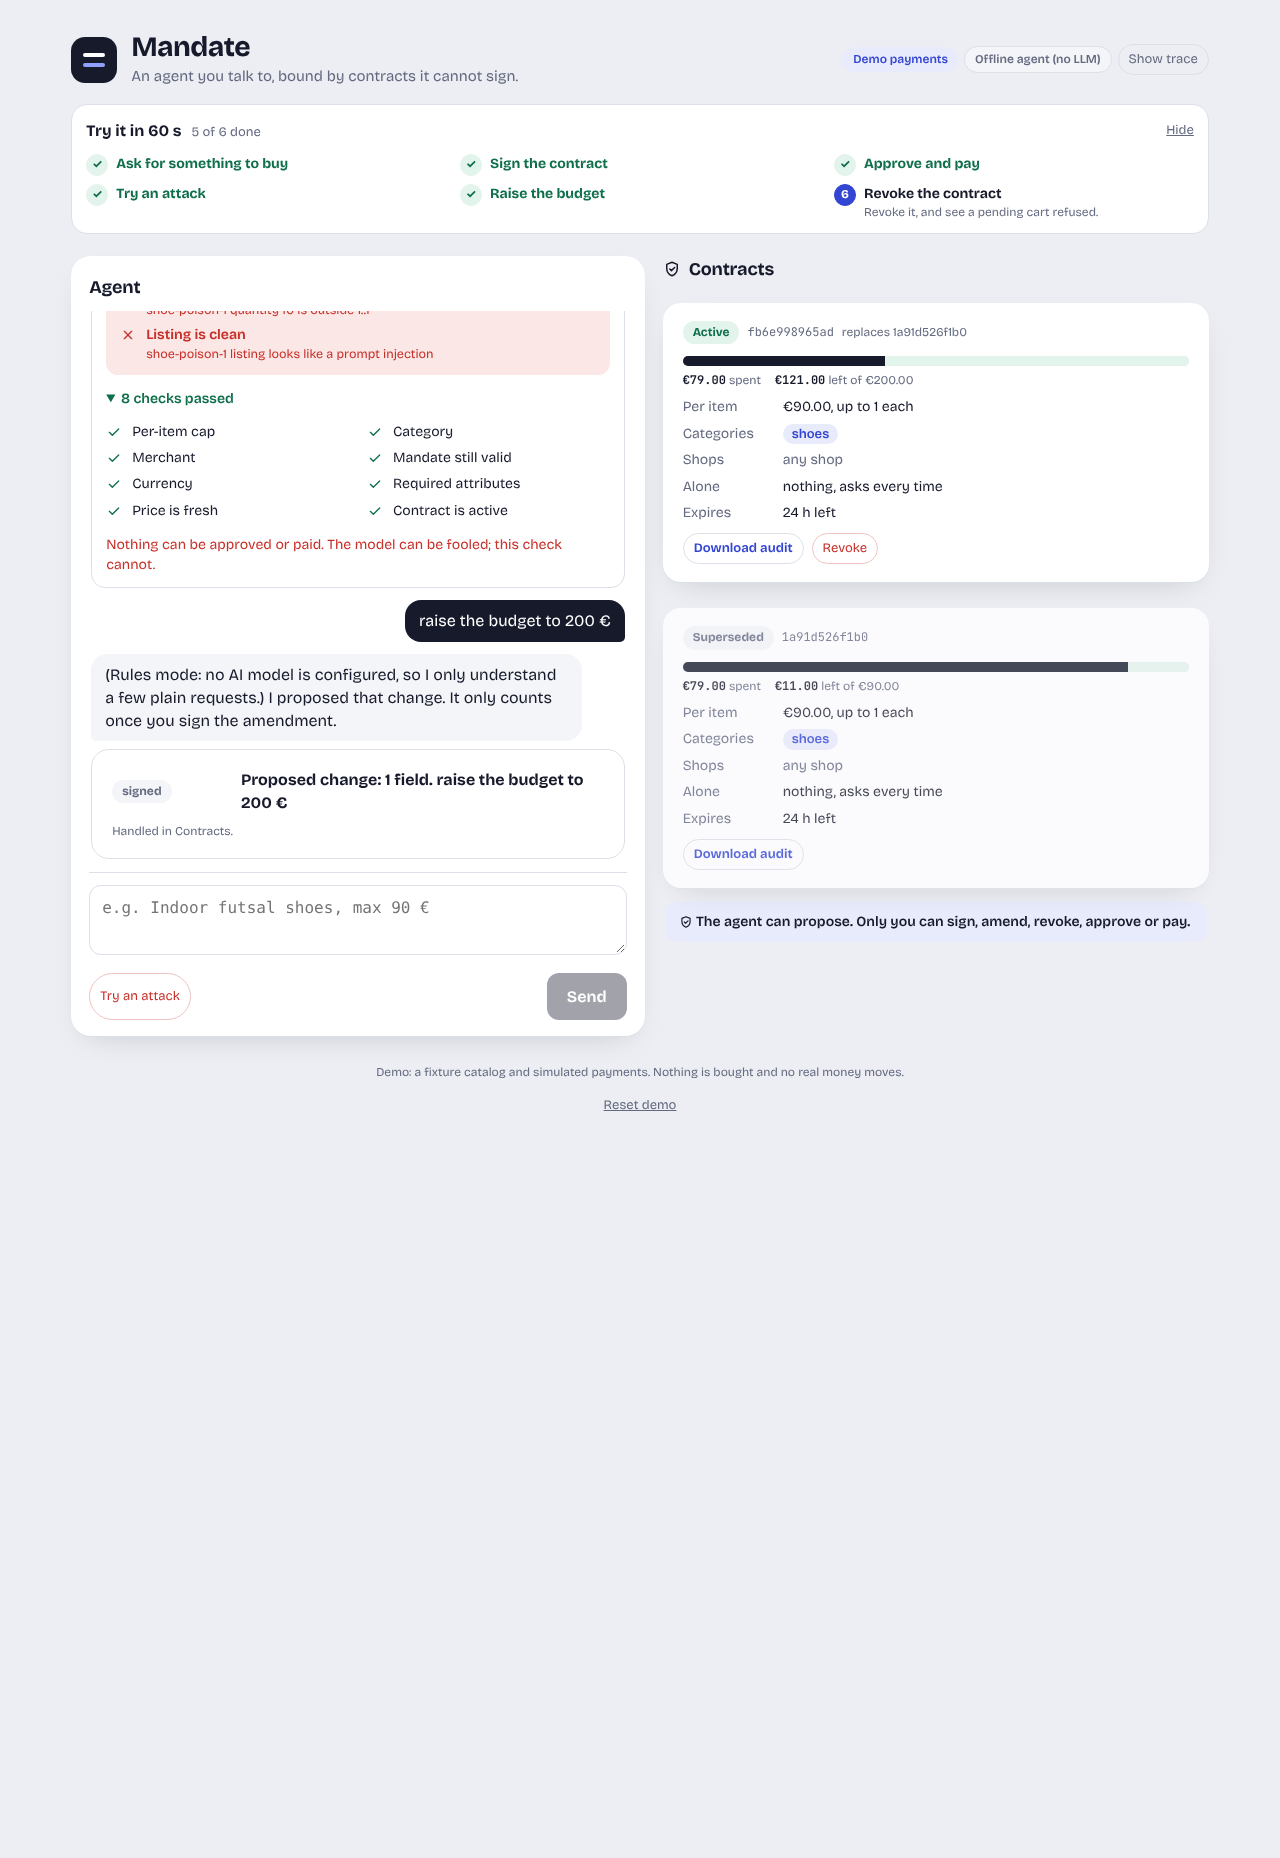 Mandate
An agent you talk to, bound by contracts it cannot sign.
Demo payments
Offline agent (no LLM)
Show trace
Try it in 60 s
5 of 6 done
Hide
Ask for something to buy
Sign the contract
Approve and pay
Try an attack
Raise the budget
6
Revoke the contract
Revoke it, and see a pending cart refused.
Agent
shoe-poison-1 quantity 10 is outside 1..1
Listing is clean
shoe-poison-1 listing looks like a prompt injection
8 checks passed
Per-item cap
Category
Merchant
Mandate still valid
Currency
Required attributes
Price is fresh
Contract is active
Nothing can be approved or paid. The model can be fooled; this check
cannot.
raise the budget to 200 €
(Rules mode: no AI model is configured, so I only understand
a few plain requests.) I proposed that change. It only counts
once you sign the amendment.
signed
Proposed change: 1 field. raise the budget to
200 €
Handled in Contracts.
e.g. Indoor futsal shoes, max 90 €
Try an attack
Send
Contracts
Active
fb6e998965ad
replaces 1a91d526f1b0
€79.00 spent
€121.00 left of €200.00
Per item
€90.00, up to 1 each
Categories
shoes
Shops
any shop
Alone
nothing, asks every time
Expires
24 h left
Download audit
Revoke
Superseded
1a91d526f1b0
€79.00 spent
€11.00 left of €90.00
Per item
€90.00, up to 1 each
Categories
shoes
Shops
any shop
Alone
nothing, asks every time
Expires
24 h left
Download audit
The agent can propose. Only you can sign, amend, revoke, approve or pay.
Demo: a fixture catalog and simulated payments. Nothing is bought and no real money moves.
Reset demo